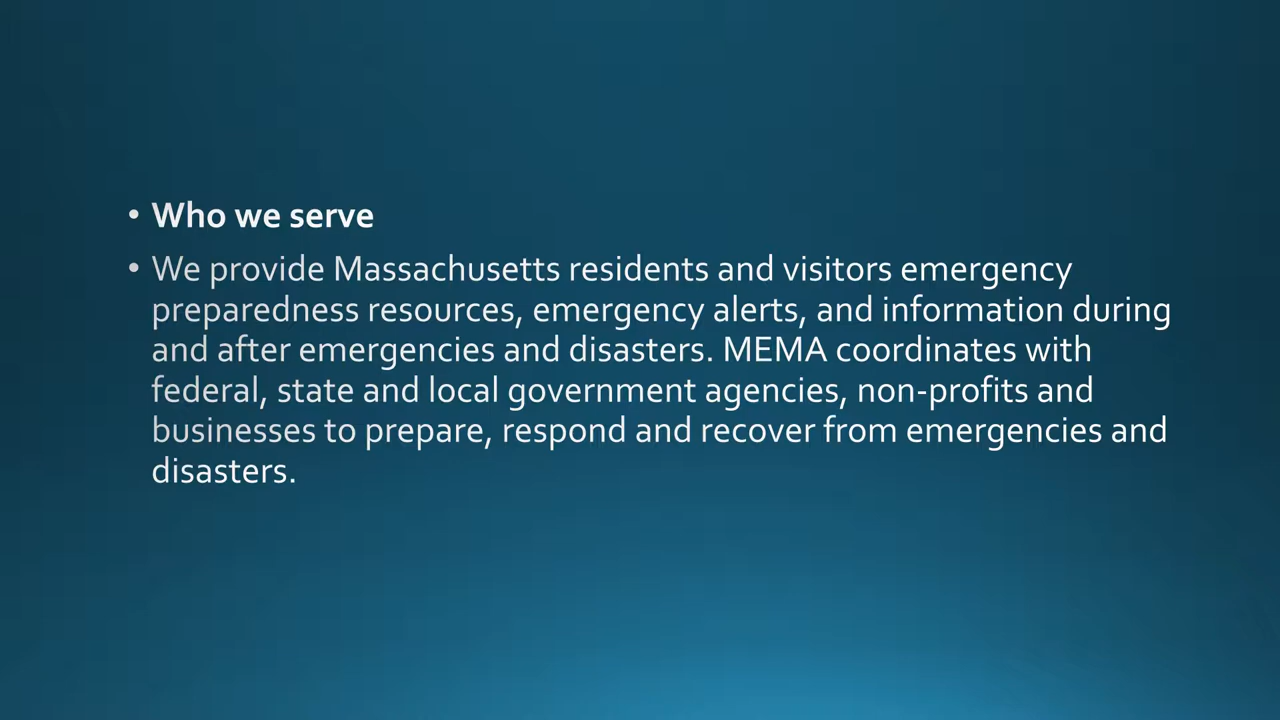 • Who we serve
• We provide Massachusetts residents and visitors emergency
preparedness resources, emergency alerts, and information during
and after emergencies and disasters. MEMA coordinates with
federal, state and local government agencies, non-profits and
businesses to prepare, respond and recover from emergencies and
disasters.